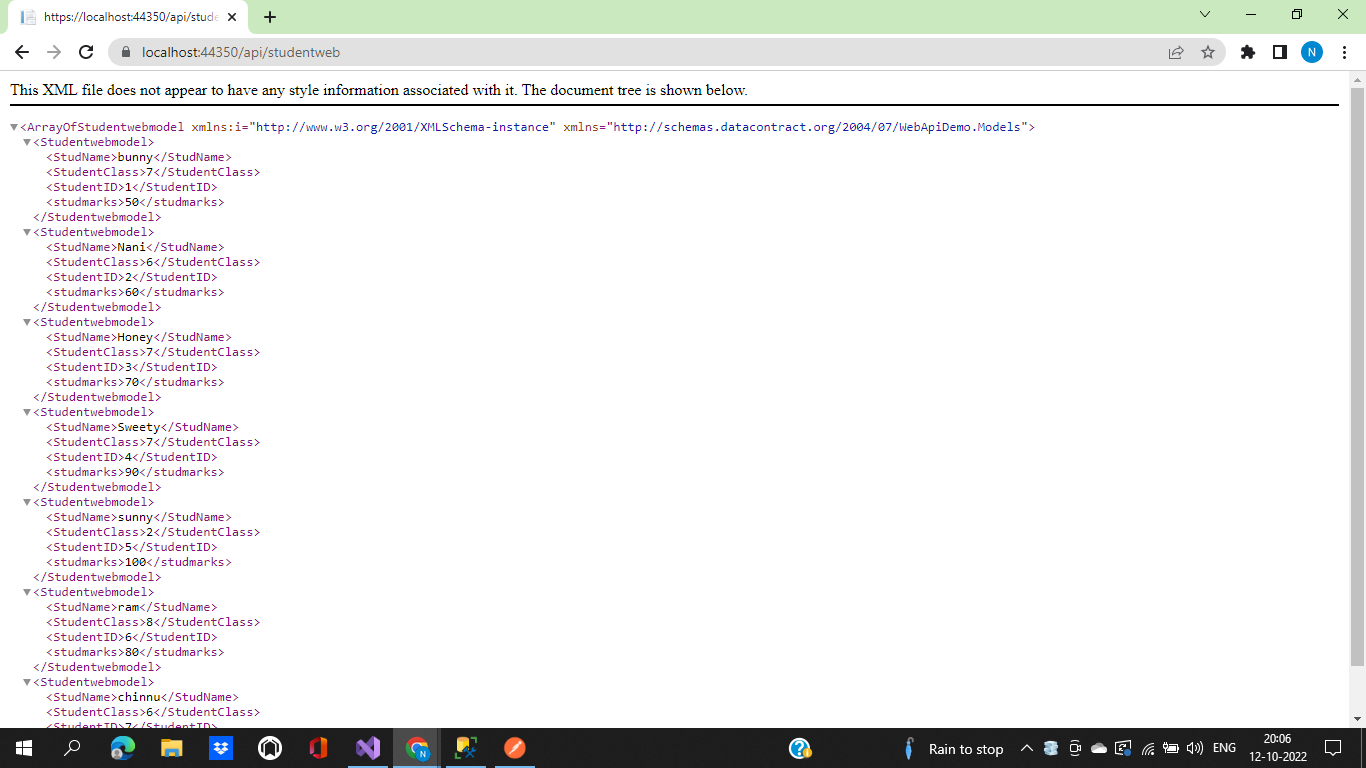 https://localhost:44350/api/stude
localhost:44350/api/studentweb
N
This XML file does not appear to have any style information associated with it. The document tree is shown below.
<ArrayOfStudentwebmodel xmlns:i="http://www.w3.org/2001/XMLSchema-instance" xmlns="http://schemas.datacontract.org/2004/07/WebApiDemo.Models">
<Studentwebmodel>
<StudName>bunny</StudName>
<StudentClass>7</StudentClass>
<StudentID>1</StudentID>
<studmarks>50</studmarks>
</Studentwebmodel>
<Studentwebmodel>
<StudName>Nani</StudName>
<StudentClass>6</StudentClass>
<StudentID>2</StudentID>
<studmarks>60</studmarks>
</Studentwebmodel>
<Studentwebmodel>
<StudName>Honey</StudName>
<StudentClass>7</StudentClass>
<StudentID>3</StudentID>
<studmarks>70</studmarks>
</Studentwebmodel>
<Studentwebmodel>
<StudName>Sweety</StudName>
<StudentClass>7</StudentClass>
<StudentID>4</StudentID>
<studmarks>90</studmarks>
</Studentwebmodel>
<Studentwebmodel>
<StudName>sunny</StudName>
<StudentClass>2</StudentClass>
<StudentID>5</StudentID>
<studmarks>100</studmarks>
</Studentwebmodel>
<Studentwebmodel>
<StudName>ram</StudName>
<StudentClass>8</StudentClass>
<StudentID>6</StudentID>
<studmarks>80</studmarks>
</Studentwebmodel>
<Studentwebmodel>
<StudName>chinnu</StudName>
<StudentClass>6</StudentClass>
<StudentID>7</StudentID>
N
Rain to stop
ENG
20:06
12-10-2022